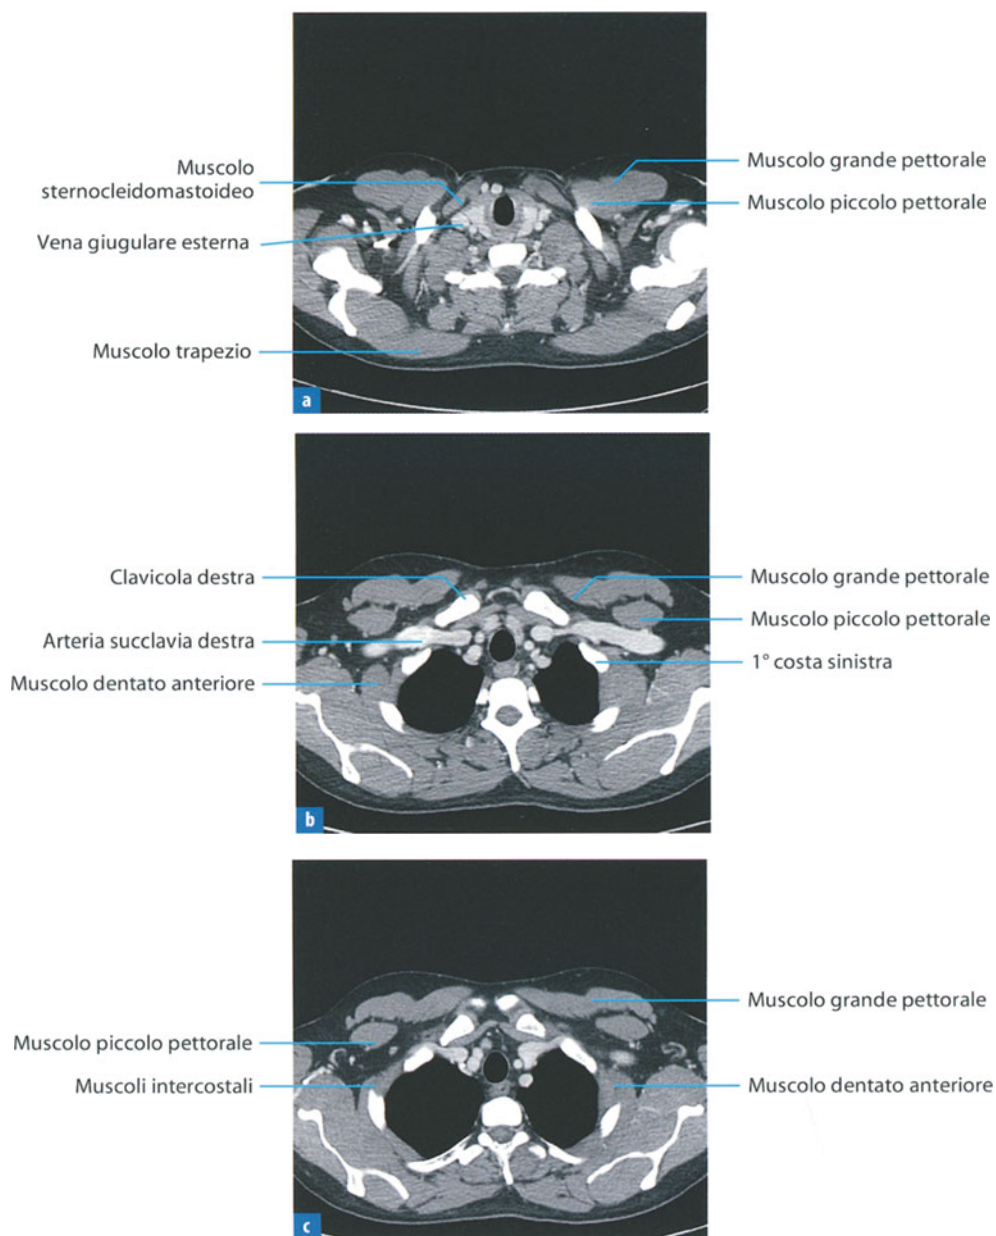 Muscolo
sternocleidomastoideo
Vena giugulare esterna
Muscolo trapezio
Muscolo grande pettorale
Muscolo piccolo pettorale
a
Clavicola destra
Arteria succlavia destra
Muscolo dentato anteriore
Muscolo grande pettorale
Muscolo piccolo pettorale
1° costa sinistra
b
Muscolo piccolo pettorale
Muscoli intercostali
Muscolo grande pettorale
Muscolo dentato anteriore
c